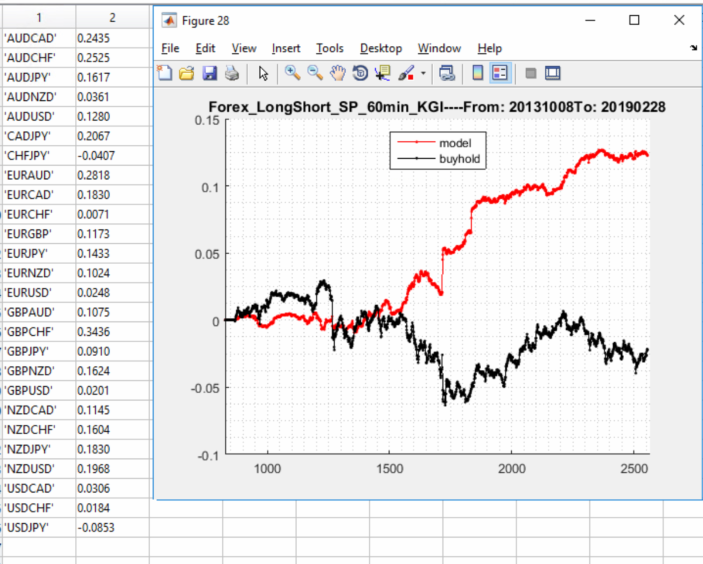 1 2
'AUDCAD' 0.2435
'AUDCHF' 0.2525
'AUDJPY' 0.1617
'AUDNZD' 0.0361
'AUDUSD' 0.1280
'CADJPY' 0.2067
'CHFJPY' -0.0407
'EURAUD' 0.2818
'EURCAD' 0.1830
'EURCHF' 0.0071
'EURGBP' 0.1173
'EURJPY' 0.1433
'EURNZD' 0.1024
'EURUSD' 0.0248
'GBPAUD' 0.1075
'GBPCHF' 0.3436
'GBPJPY' 0.0910
'GBPNZD' 0.1624
'GBPUSD' 0.0201
'NZDCAD' 0.1145
'NZDCHF' 0.1604
'NZDJPY' 0.1830
'NZDUSD' 0.1968
'USDCAD' 0.0306
'USDCHF' 0.0184
'USDJPY' -0.0853
Figure 28
File Edit View Insert Tools Desktop Window Help
Forex_LongShort_SP_60min_KGI----From: 20131008To: 20190228
model
buyhold
0.15
0.1
0.05
0
-0.05
-0.1
1000 1500 2000 2500